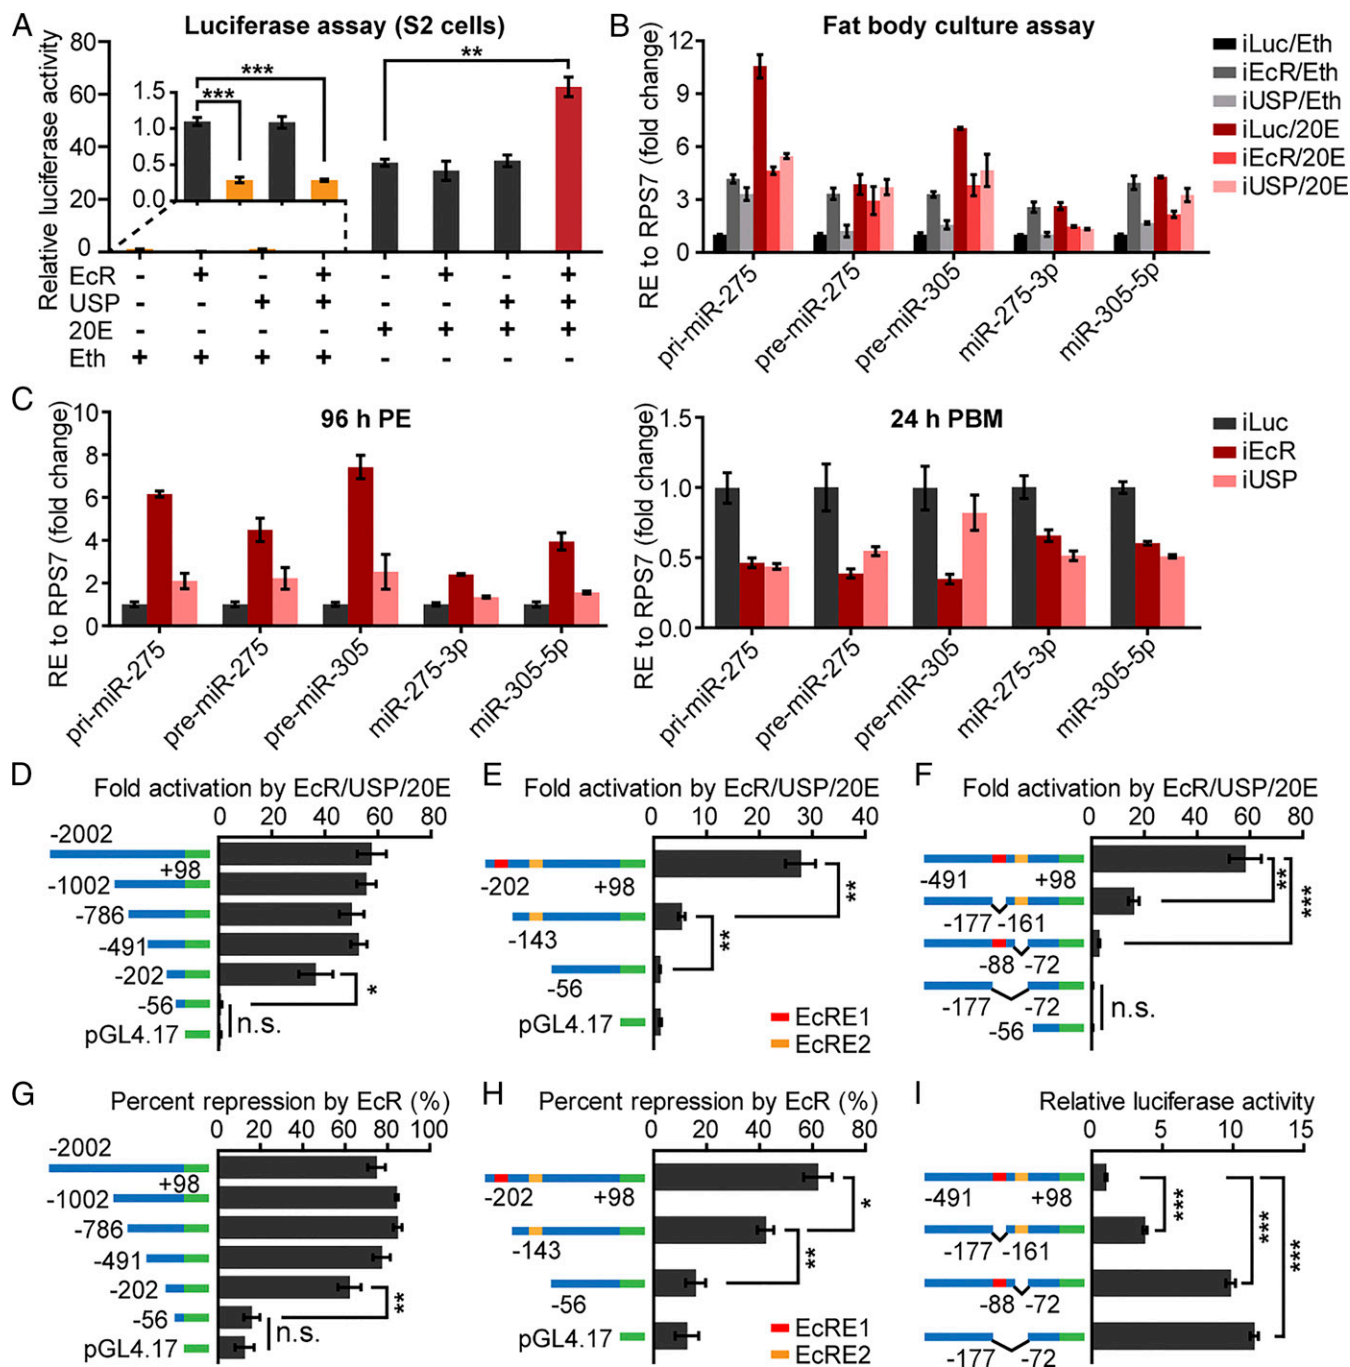 A
Luciferase assay (S2 cells)
Relative luciferase activity
80
60
40
20
0
1.5
1.0
0.5
0.0
***
***
**
EcR - + - + - + - +
USP - - + + - - + +
20E - - - - + + + +
Eth + + + + - - - -
B
Fat body culture assay
RE to RPS7 (fold change)
12
9
6
3
0
pri-miR-275
pre-miR-275
pre-miR-305
miR-275-3p
miR-305-5p
iLuc/Eth
iEcR/Eth
iUSP/Eth
iLuc/20E
iEcR/20E
iUSP/20E
C
96 h PE
RE to RPS7 (fold change)
10
8
6
4
2
0
pri-miR-275
pre-miR-275
pre-miR-305
miR-275-3p
miR-305-5p
24 h PBM
RE to RPS7 (fold change)
1.5
1.0
0.5
0.0
pri-miR-275
pre-miR-275
pre-miR-305
miR-275-3p
miR-305-5p
iLuc
iEcR
iUSP
D
Fold activation by EcR/USP/20E
0 20 40 60 80
-2002
+98
-1002
-786
-491
-202
-56
pGL4.17
*
n.s.
E
Fold activation by EcR/USP/20E
0 10 20 30 40
-202 +98
-143
-56
pGL4.17
**
**
EcRE1
EcRE2
F
Fold activation by EcR/USP/20E
0 20 40 60 80
-491 +98
-177 -161
-88 -72
-177 -72
-56
**
***
n.s.
G
Percent repression by EcR (%)
0 20 40 60 80 100
-2002
+98
-1002
-786
-491
-202
-56
pGL4.17
**
n.s.
H
Percent repression by EcR (%)
0 20 40 60 80
-202 +98
-143
-56
pGL4.17
*
**
EcRE1
EcRE2
I
Relative luciferase activity
0 5 10 15
-491 +98
-177 -161
-88 -72
-177 -72
***
***
***